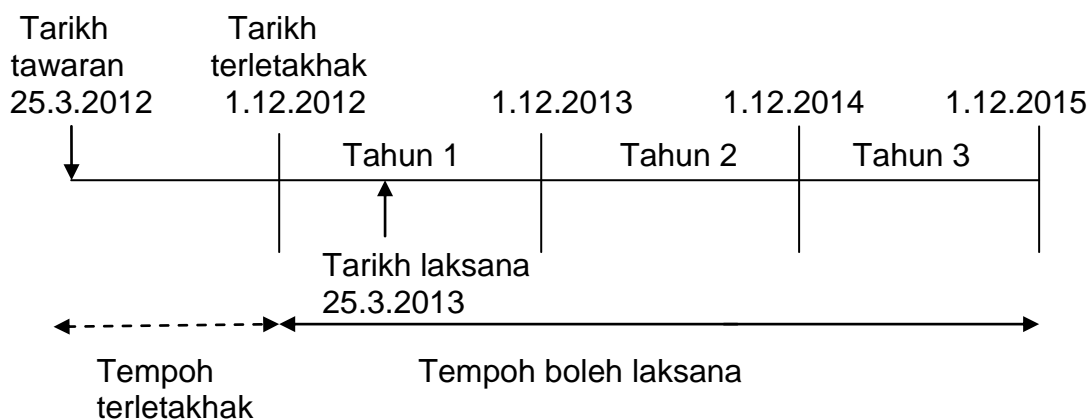 Tarikh
tawaran
25.3.2012
Tarikh
terletakhak
1.12.2012
1.12.2013
1.12.2014
1.12.2015
Tahun 1
Tahun 2
Tahun 3
Tarikh laksana
25.3.2013
Tempoh
terletakhak
Tempoh boleh laksana